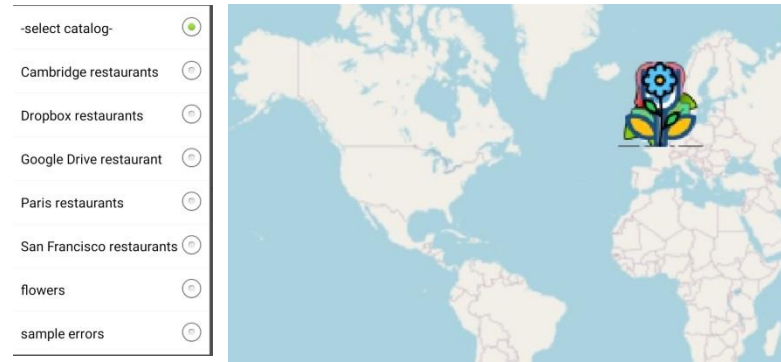 -select catalog-
Cambridge restaurants
Dropbox restaurants
Google Drive restaurant
Paris restaurants
San Francisco restaurants
flowers
sample errors